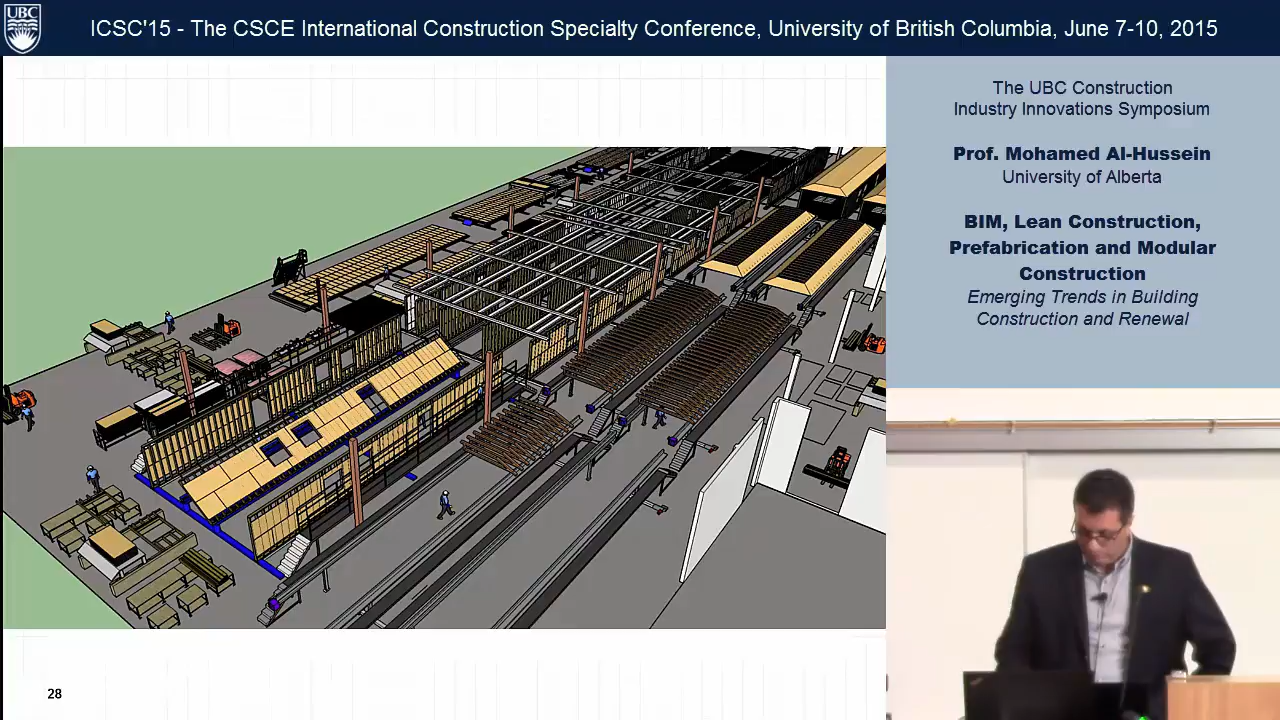 UBC
ICSC'15 - The CSCE International Construction Specialty Conference, University of British Columbia, June 7-10, 2015
The UBC Construction
Industry Innovations Symposium
Prof. Mohamed Al-Hussein
University of Alberta
BIM, Lean Construction,
Prefabrication and Modular
Construction
Emerging Trends in Building
Construction and Renewal
28